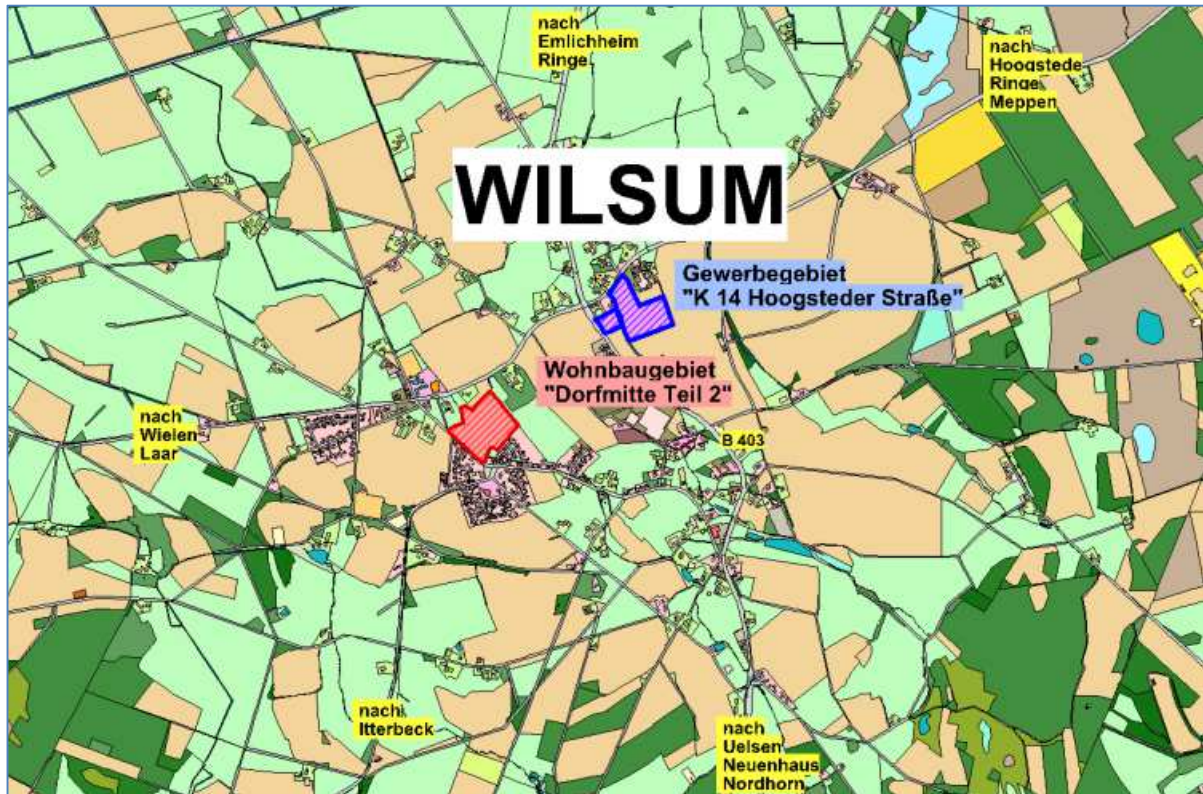 nach
Emlichheim
Ringe
nach
Hoogstede
Ringe
Meppen
WILSUM
Gewerbegebiet
"K 14 Hoogsteder Straße"
Wohnbaugebiet
"Dorfmitte Teil 2"
nach
Wielen
Laar
B 403
nach
Itterbeck
nach
Uelsen
Neuenhaus
Nordhorn